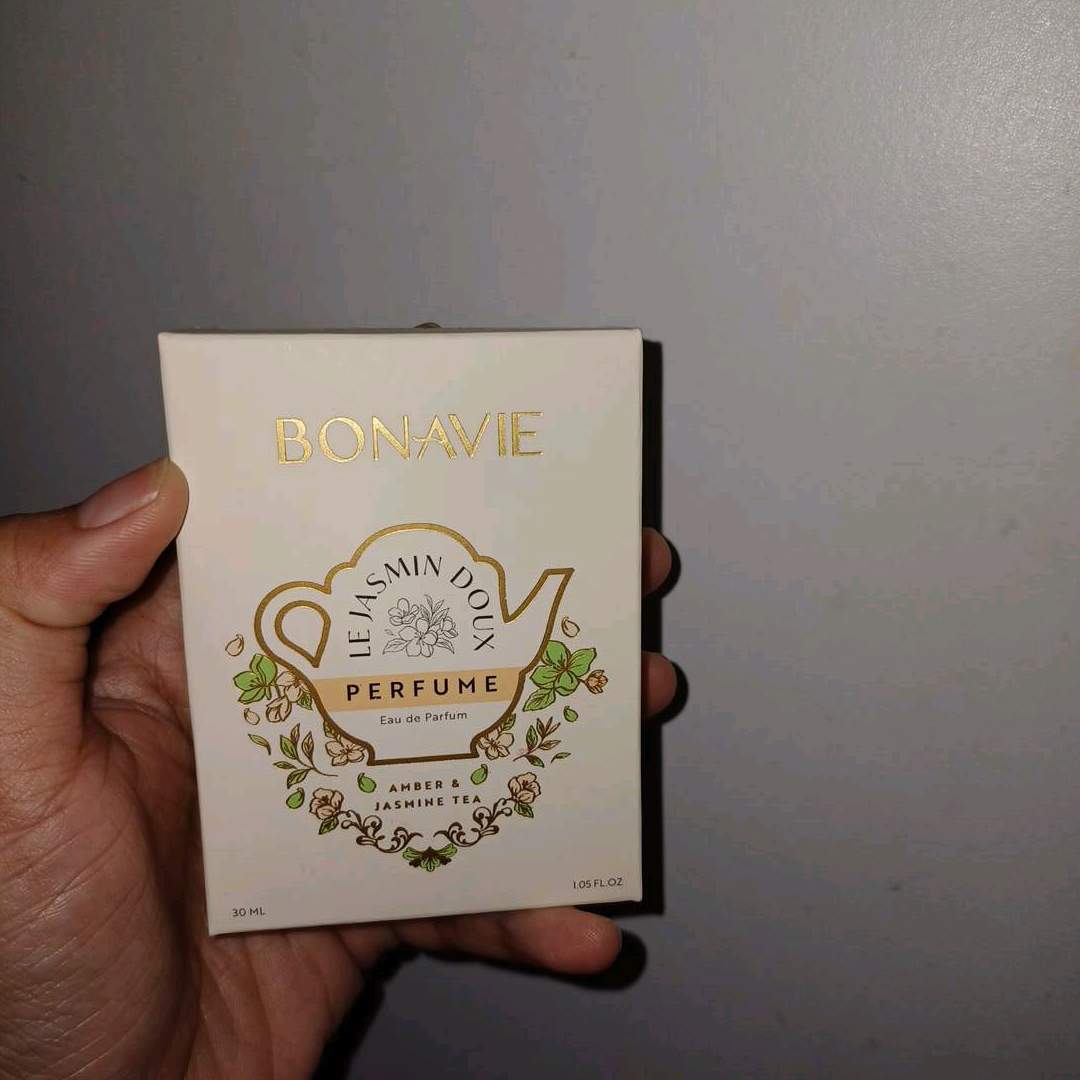 BONAVIE
LE JASMIN DOUX
PERFUME
Eau de Parfum
AMBER &
JASMINE TEA
30 ML
1.05 FL.OZ